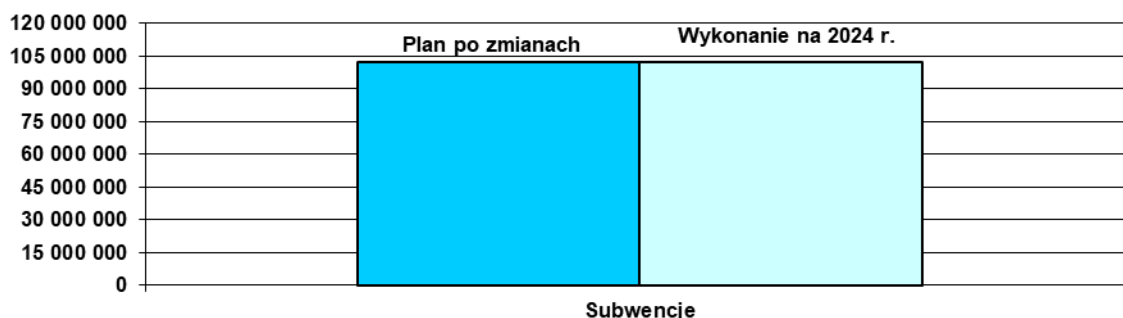 120 000 000
105 000 000
90 000 000
75 000 000
60 000 000
45 000 000
30 000 000
15 000 000
0
Plan po zmianach
Wykonanie na 2024 r.
Subwencje